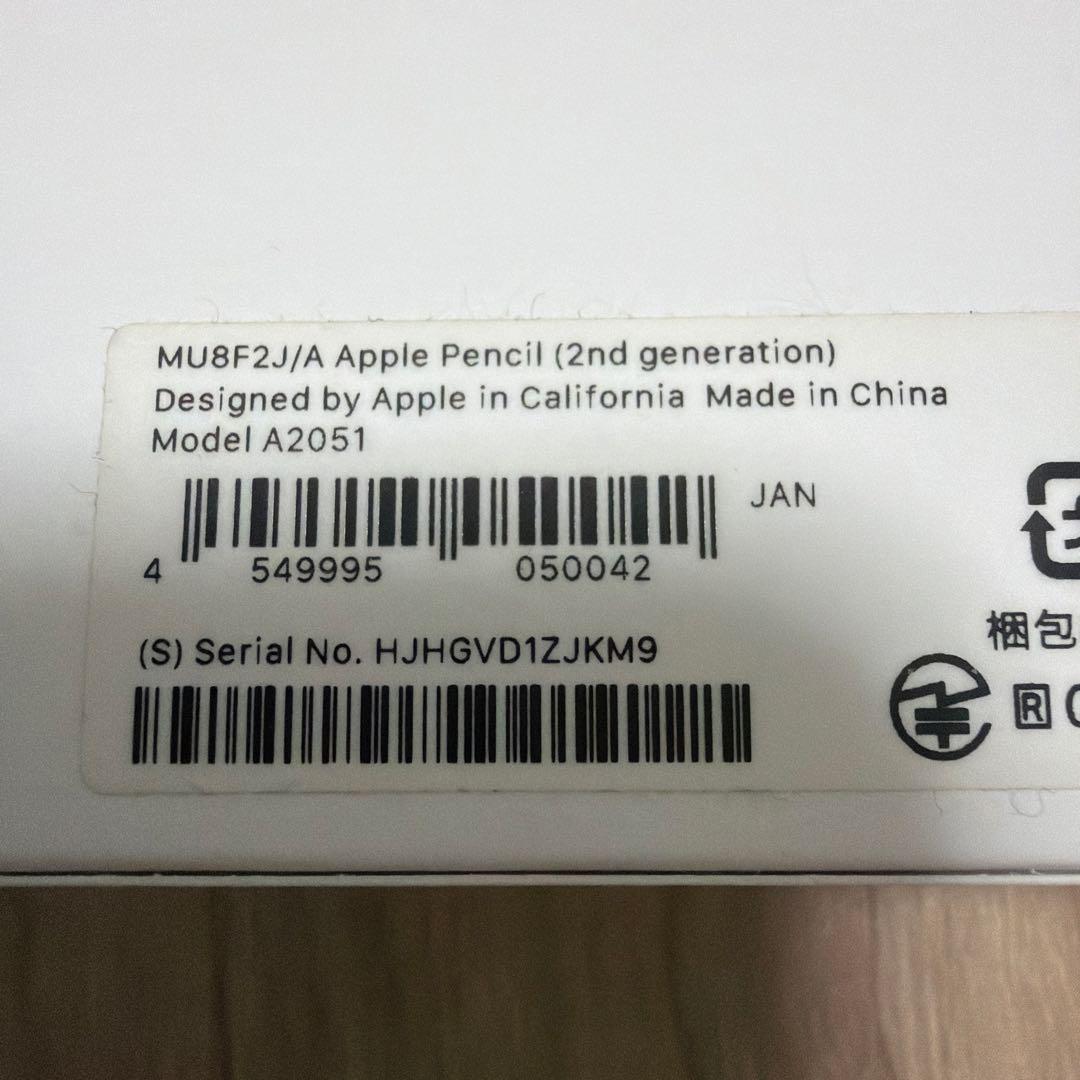 MU8F2J/A Apple Pencil (2nd generation)
Designed by Apple in California Made in China
Model A2051
JAN
4 549995 050042
(S) Serial No. HJHGVD1ZJKM9
梱包
R